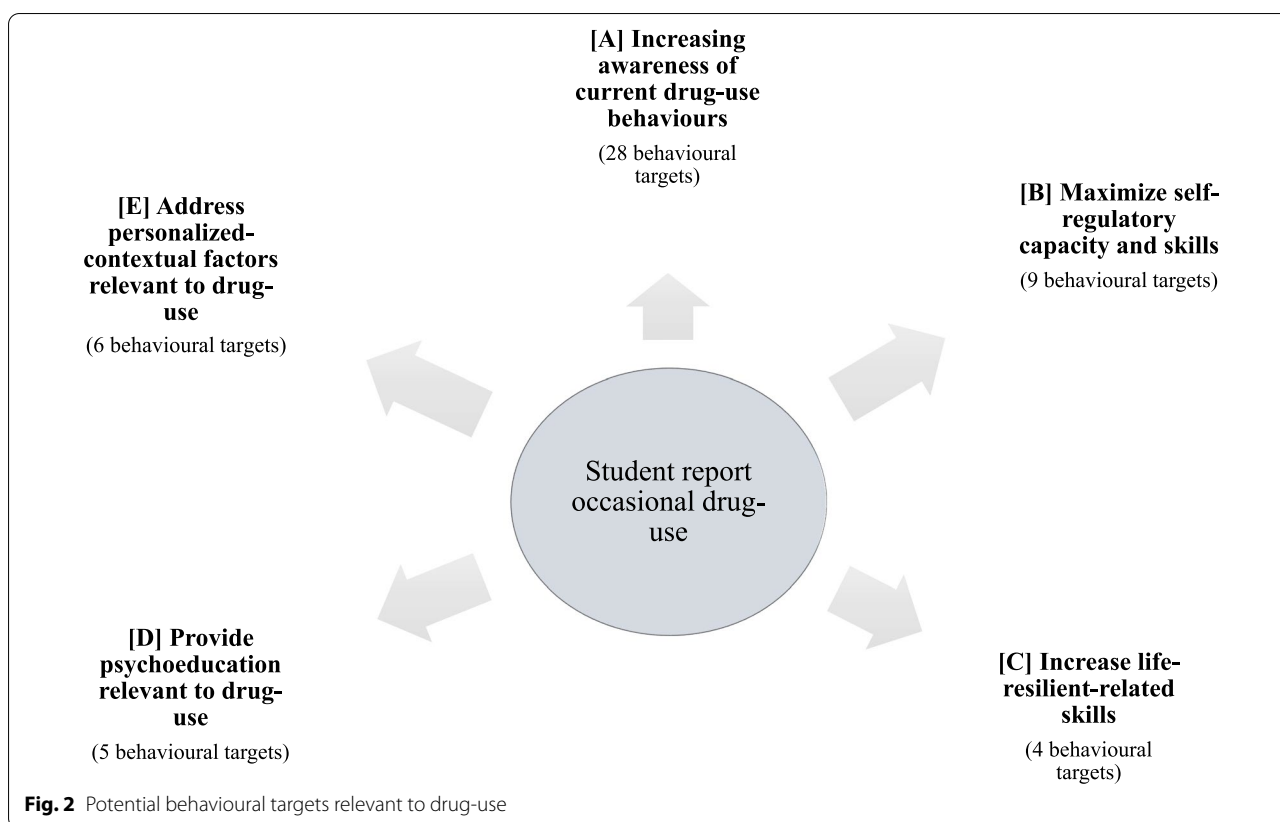 [A] Increasing
awareness of
current drug-use
behaviours
(28 behavioural
targets)
[B] Maximize self-
regulatory
capacity and skills
(9 behavioural targets)
[C] Increase life-
resilient-related
skills
(4 behavioural
targets)
[D] Provide
psychoeducation
relevant to drug-
use
(5 behavioural targets)
[E] Address
personalized-
contextual factors
relevant to drug-
use
(6 behavioural targets)
Student report
occasional drug-
use
Fig. 2 Potential behavioural targets relevant to drug-use